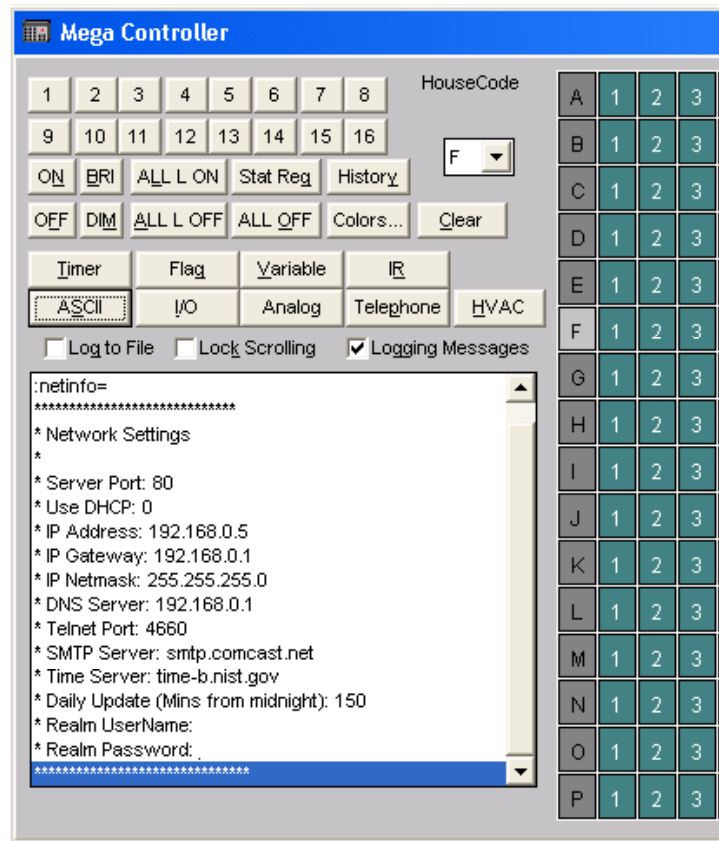 Mega Controller
1 2 3 4 5 6 7 8
HouseCode
9 10 11 12 13 14 15 16
F
ON BRI ALL L ON Stat Reg History
OFF DIM ALL L OFF ALL OFF Colors... Clear
Timer Flag Variable IR
ASCII I/O Analog Telephone HVAC
Log to File Lock Scrolling Logging Messages
:netinfo=
*****************************
* Network Settings
*
* Server Port: 80
* Use DHCP: 0
* IP Address: 192.168.0.5
* IP Gateway: 192.168.0.1
* IP Netmask: 255.255.255.0
* DNS Server: 192.168.0.1
* Telnet Port: 4660
* SMTP Server: smtp.comcast.net
* Time Server: time-b.nist.gov
* Daily Update (Mins from midnight): 150
* Realm UserName:
* Realm Password:
*******************************
A 1 2 3
B 1 2 3
C 1 2 3
D 1 2 3
E 1 2 3
F 1 2 3
G 1 2 3
H 1 2 3
I 1 2 3
J 1 2 3
K 1 2 3
L 1 2 3
M 1 2 3
N 1 2 3
O 1 2 3
P 1 2 3